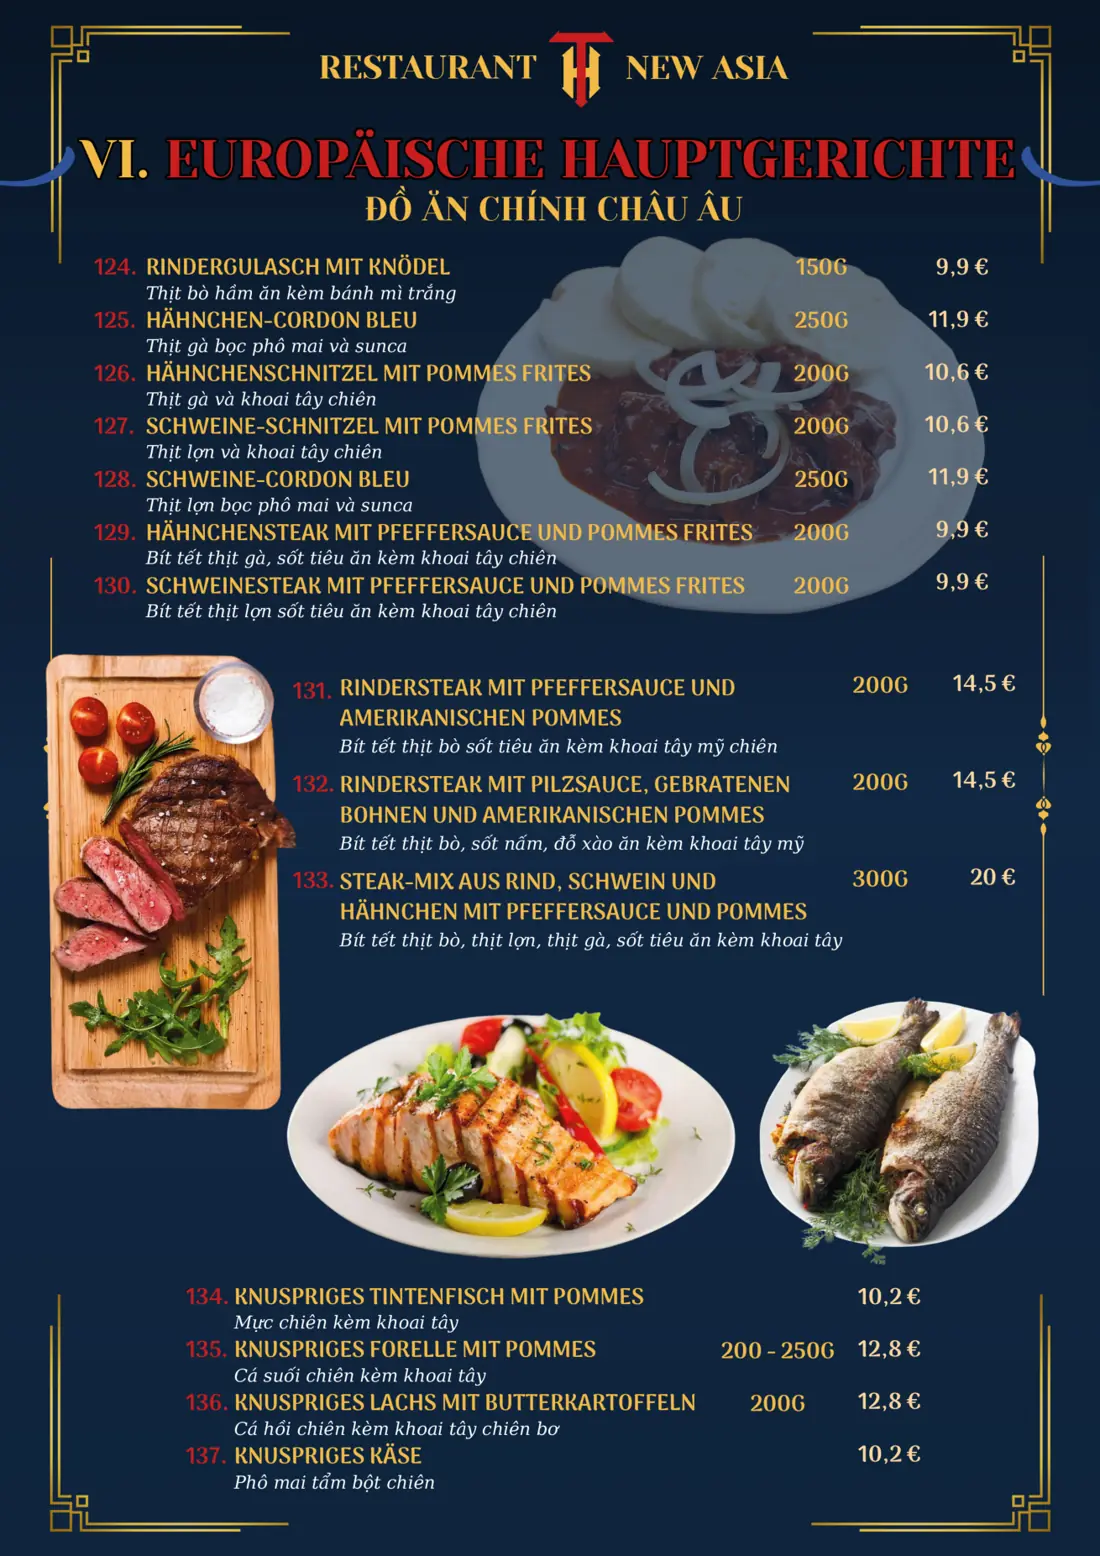 RESTAURANT TH NEW ASIA
VI. EUROPÄISCHE HAUPTGERICHTE
ĐỒ ĂN CHÍNH CHÂU ÂU
124. RINDERGULASCH MIT KNÖDEL 150G 9,9 €
Thịt bò hầm ăn kèm bánh mì trắng
125. HÄHNCHEN-CORDON BLEU 250G 11,9 €
Thịt gà bọc phô mai và sunca
126. HÄHNCHENSCHNITZEL MIT POMMES FRITES 200G 10,6 €
Thịt gà và khoai tây chiên
127. SCHWEINE-SCHNITZEL MIT POMMES FRITES 200G 10,6 €
Thịt lợn và khoai tây chiên
128. SCHWEINE-CORDON BLEU 250G 11,9 €
Thịt lợn bọc phô mai và sunca
129. HÄHNCHENSTEAK MIT PFEFFERSAUCE UND POMMES FRITES 200G 9,9 €
Bít tết thịt gà, sốt tiêu ăn kèm khoai tây chiên
130. SCHWEINESTEAK MIT PFEFFERSAUCE UND POMMES FRITES 200G 9,9 €
Bít tết thịt lợn sốt tiêu ăn kèm khoai tây chiên
131. RINDERSTEAK MIT PFEFFERSAUCE UND 200G 14,5 €
AMERIKANISCHEN POMMES
Bít tết thịt bò sốt tiêu ăn kèm khoai tây mỹ chiên
132. RINDERSTEAK MIT PILZSAUCE, GEBRATENEN 200G 14,5 €
BOHNEN UND AMERIKANISCHEN POMMES
Bít tết thịt bò, sốt nấm, đỗ xào ăn kèm khoai tây mỹ
133. STEAK-MIX AUS RIND, SCHWEIN UND 300G 20 €
HÄHNCHEN MIT PFEFFERSAUCE UND POMMES
Bít tết thịt bò, thịt lợn, thịt gà, sốt tiêu ăn kèm khoai tây
134. KNUSPRIGES TINTENFISCH MIT POMMES 10,2 €
Mực chiên kèm khoai tây
135. KNUSPRIGES FORELLE MIT POMMES 200 - 250G 12,8 €
Cá suối chiên kèm khoai tây
136. KNUSPRIGES LACHS MIT BUTTERKARTOFFELN 200G 12,8 €
Cá hồi chiên kèm khoai tây chiên bơ
137. KNUSPRIGES KÄSE 10,2 €
Phô mai tẩm bột chiên